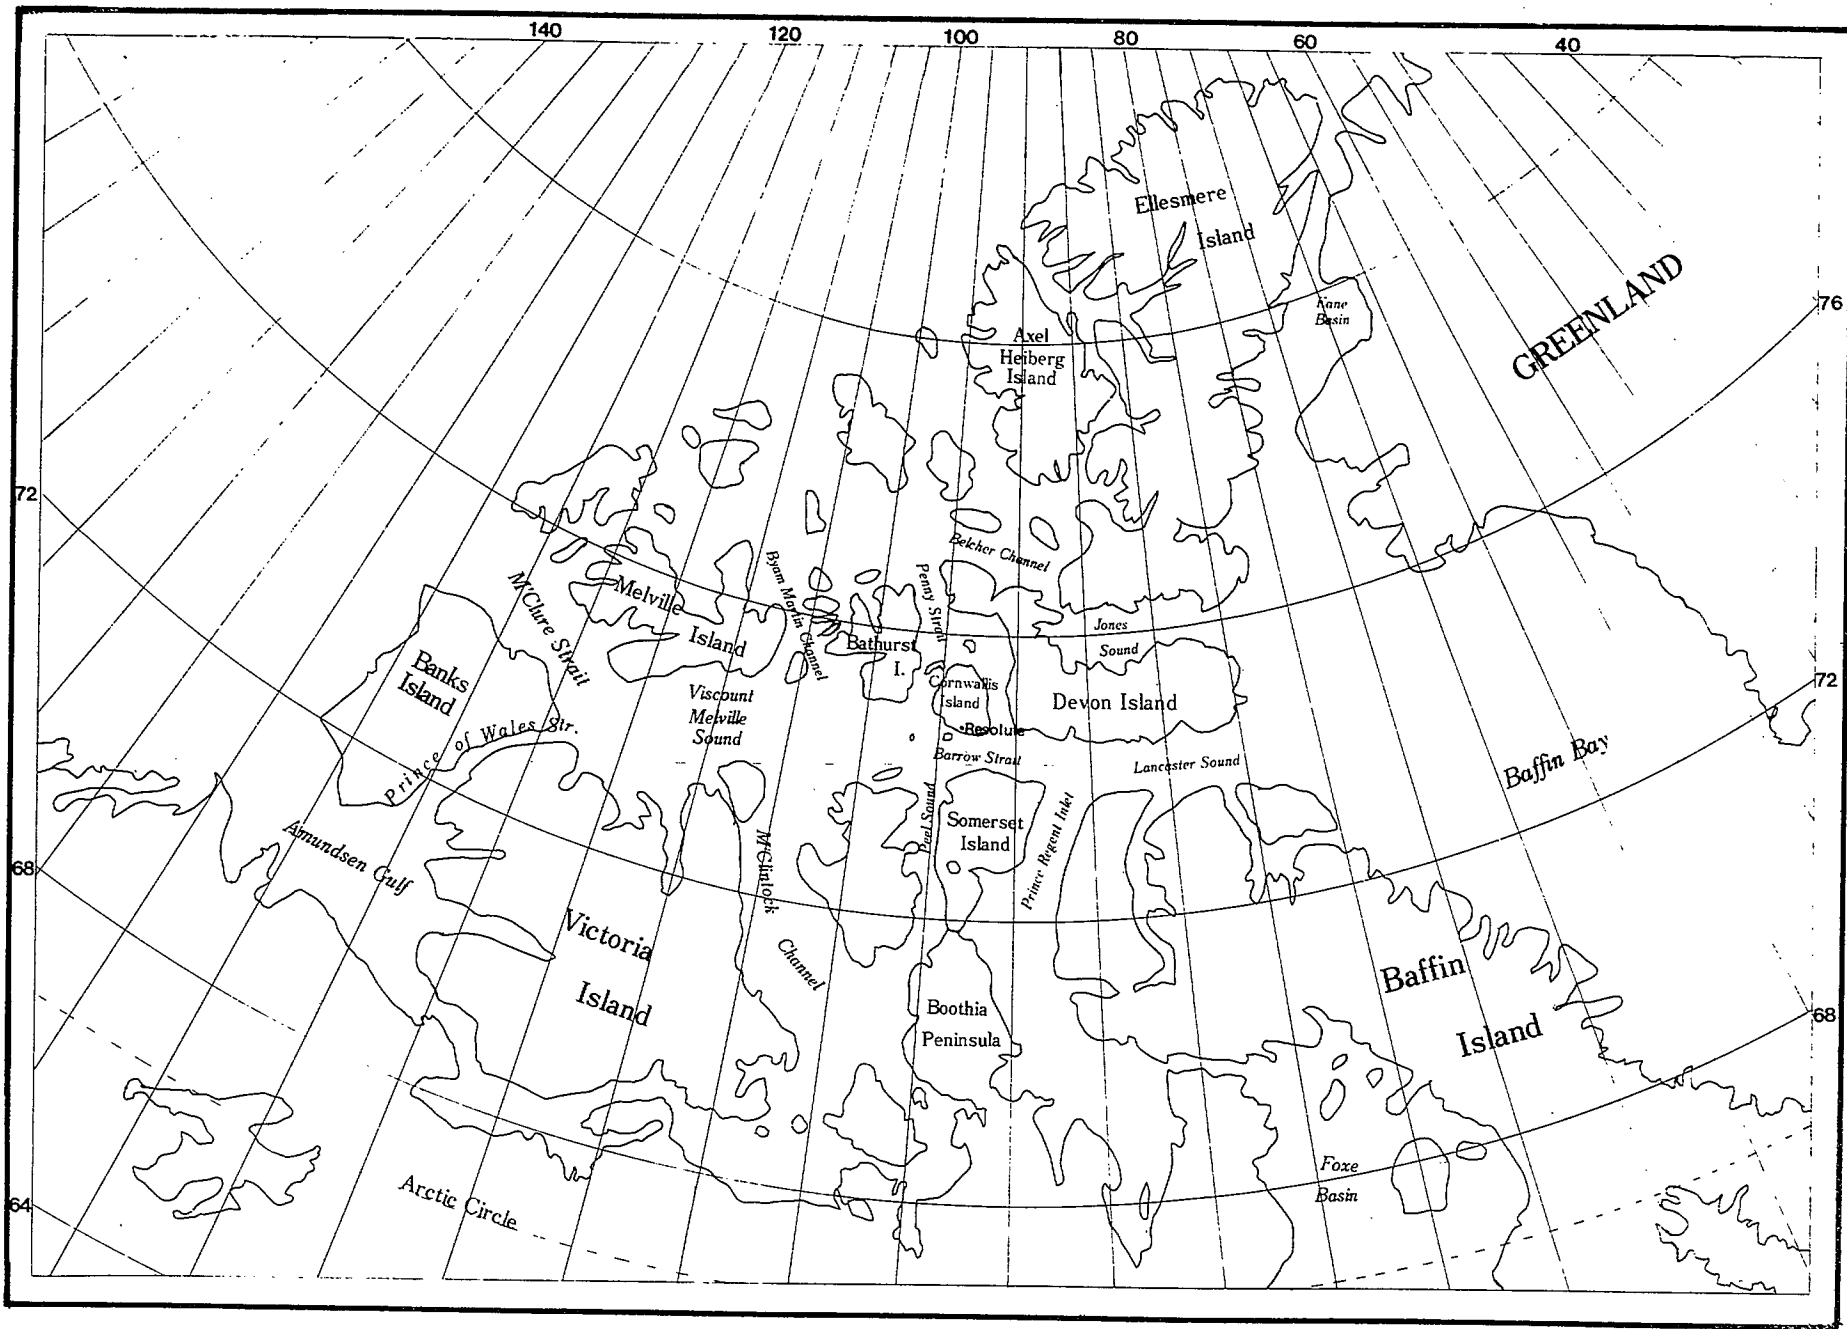 140 120 100 80 60 40
Ellesmere
Island
GREENLAND
Kane
Basin
76
Axel
Heiberg
Island
72
Belcher Channel
Byam Martin Channel
Penny Strait
M'Clure Strait
Melville
Island
Bathurst
I.
Jones
Sound
Banks
Island
Viscount
Melville
Sound
Cornwallis
Island
Resolute
Devon Island
72
Prince of Wales Str.
Barrow Strait
Lancaster Sound
Baffin Bay
Amundsen Gulf
68
Peel Sound
Somerset
Island
Prince Regent Inlet
M'Clintock
Channel
Victoria
Island
Baffin
Island
Boothia
Peninsula
68
Foxe
Basin
Arctic Circle
64